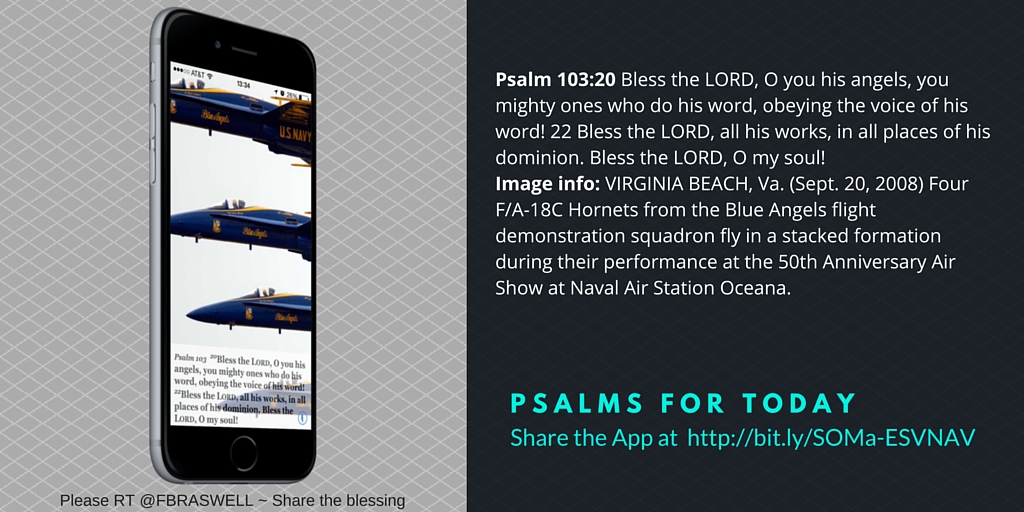 AT&T 13:34 26%
Blue Angels
U.S. NAVY
Blue Angels
Blue Angels
Psalm 103 20Bless the LORD, O you his
angels, you mighty ones who do his
word, obeying the voice of his word!
22Bless the LORD, all his works, in all
places of his dominion. Bless the
LORD, O my soul!
Please RT @FBRASWELL ~ Share the blessing
Psalm 103:20 Bless the LORD, O you his angels, you
mighty ones who do his word, obeying the voice of his
word! 22 Bless the LORD, all his works, in all places of his
dominion. Bless the LORD, O my soul!
Image info: VIRGINIA BEACH, Va. (Sept. 20, 2008) Four
F/A-18C Hornets from the Blue Angels flight
demonstration squadron fly in a stacked formation
during their performance at the 50th Anniversary Air
Show at Naval Air Station Oceana.
PSALMS FOR TODAY
Share the App at http://bit.ly/SOMa-ESVNAV